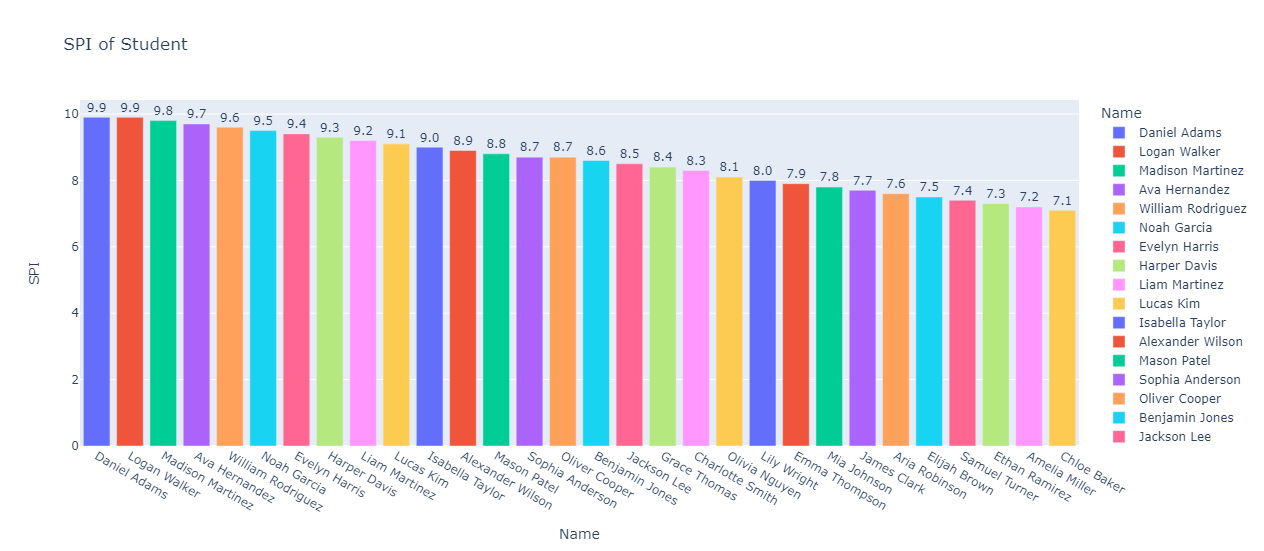 SPI of Student
9.9 9.9 9.8 9.7 9.6 9.5 9.4 9.3 9.2 9.1 9.0 8.9 8.8 8.7 8.7 8.6 8.5 8.4 8.3 8.1 8.0 7.9 7.8 7.7 7.6 7.5 7.4 7.3 7.2 7.1
10
8
6
4
2
0
SPI
Daniel Adams
Logan Walker
Madison Martinez
Ava Hernandez
William Rodriguez
Noah Garcia
Evelyn Harris
Harper Davis
Liam Martinez
Lucas Kim
Isabella Taylor
Alexander Wilson
Mason Patel
Sophia Anderson
Oliver Cooper
Benjamin Jones
Jackson Lee
Grace Thomas
Charlotte Smith
Olivia Nguyen
Lily Wright
Emma Thompson
Mia Johnson
James Clark
Aria Robinson
Elijah Brown
Samuel Turner
Ethan Ramirez
Amelia Miller
Chloe Baker
Name
Name
Daniel Adams
Logan Walker
Madison Martinez
Ava Hernandez
William Rodriguez
Noah Garcia
Evelyn Harris
Harper Davis
Liam Martinez
Lucas Kim
Isabella Taylor
Alexander Wilson
Mason Patel
Sophia Anderson
Oliver Cooper
Benjamin Jones
Jackson Lee